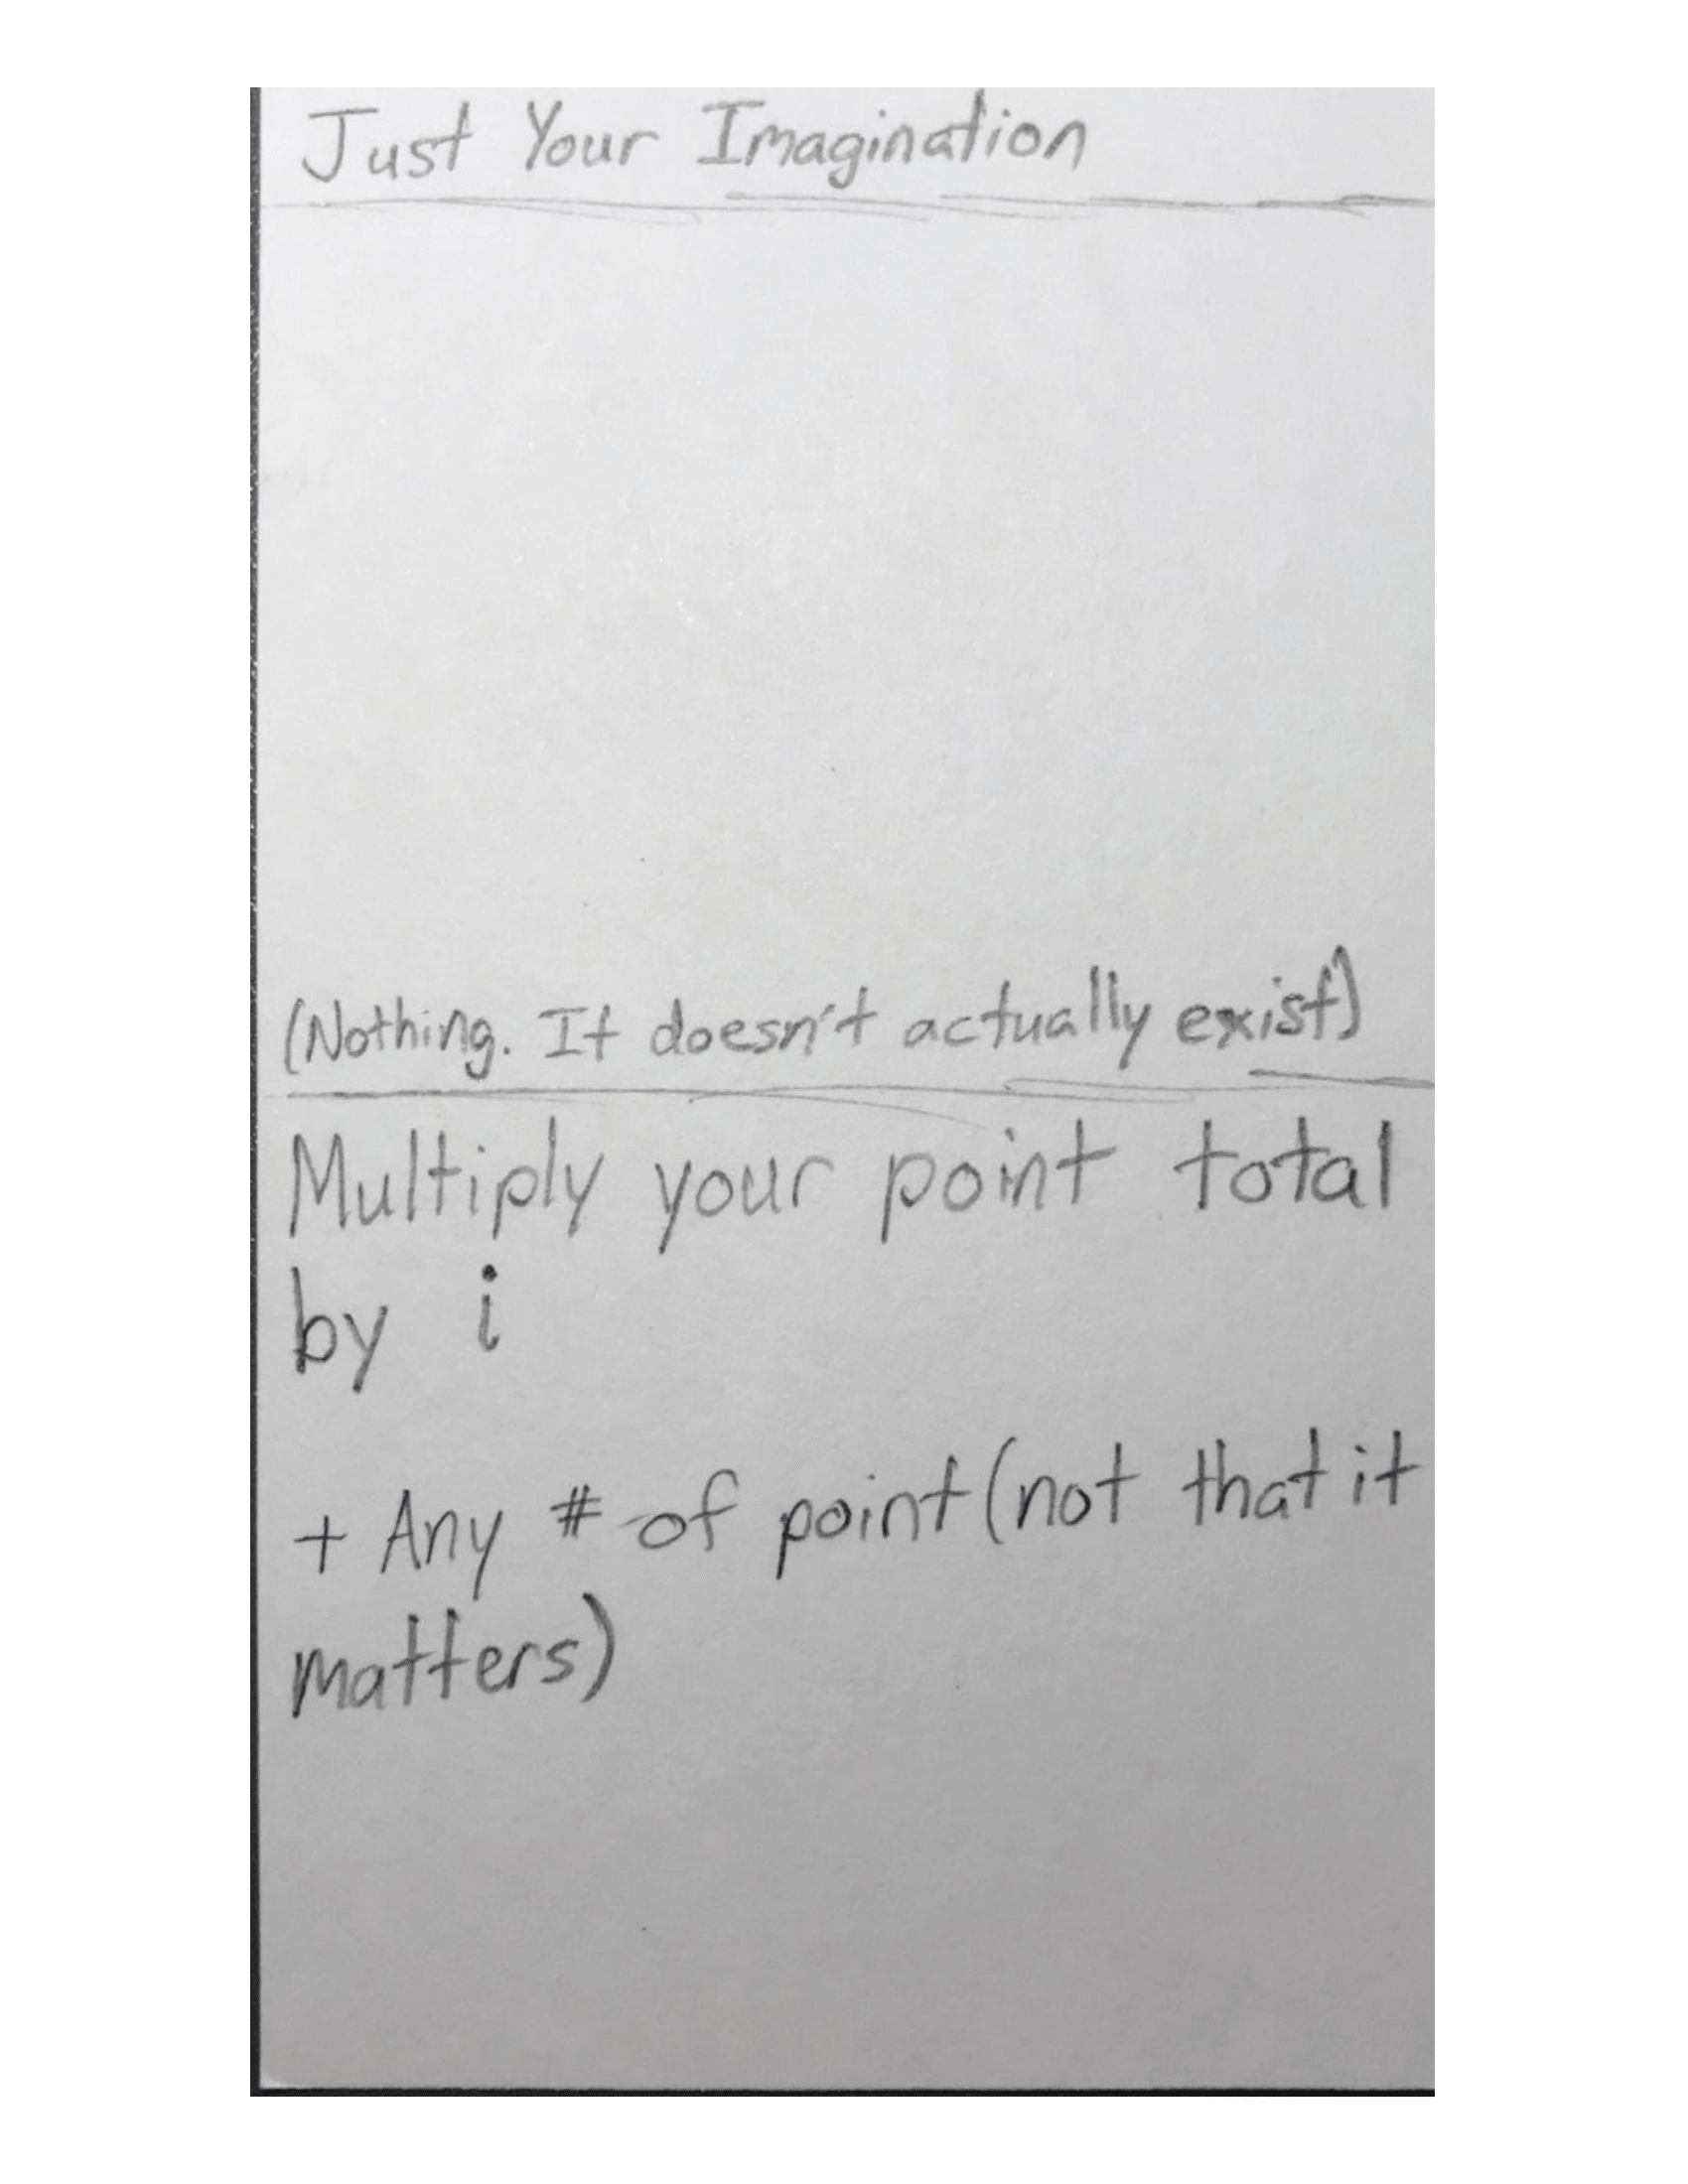 Just Your Imagination
(Nothing. It doesn't actually exist)
Multiply your point total
by i
+ Any # of point (not that it
matters)